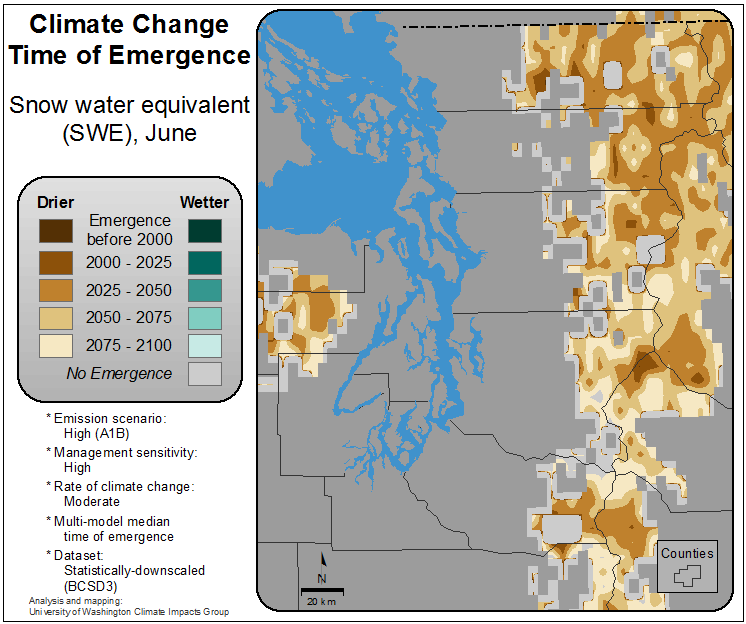 Climate Change
Time of Emergence
Snow water equivalent
(SWE), June
Drier Wetter
Emergence
before 2000
2000 - 2025
2025 - 2050
2050 - 2075
2075 - 2100
No Emergence
* Emission scenario:
High (A1B)
* Management sensitivity:
High
* Rate of climate change:
Moderate
* Multi-model median
time of emergence
* Dataset:
Statistically-downscaled
(BCSD3)
Analysis and mapping:
University of Washington Climate Impacts Group
N
20 km
Counties